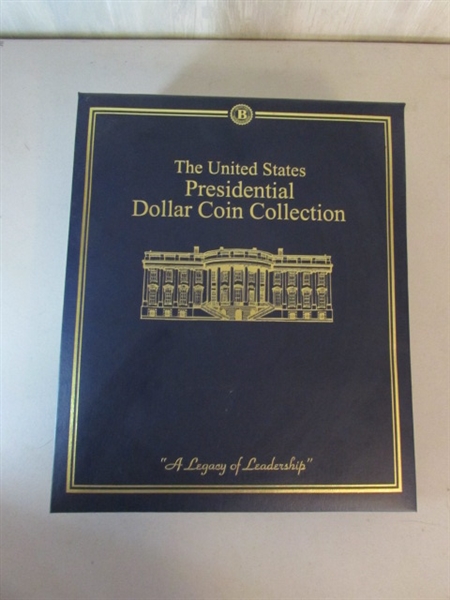 B
The United States
Presidential
Dollar Coin Collection
"A Legacy of Leadership"